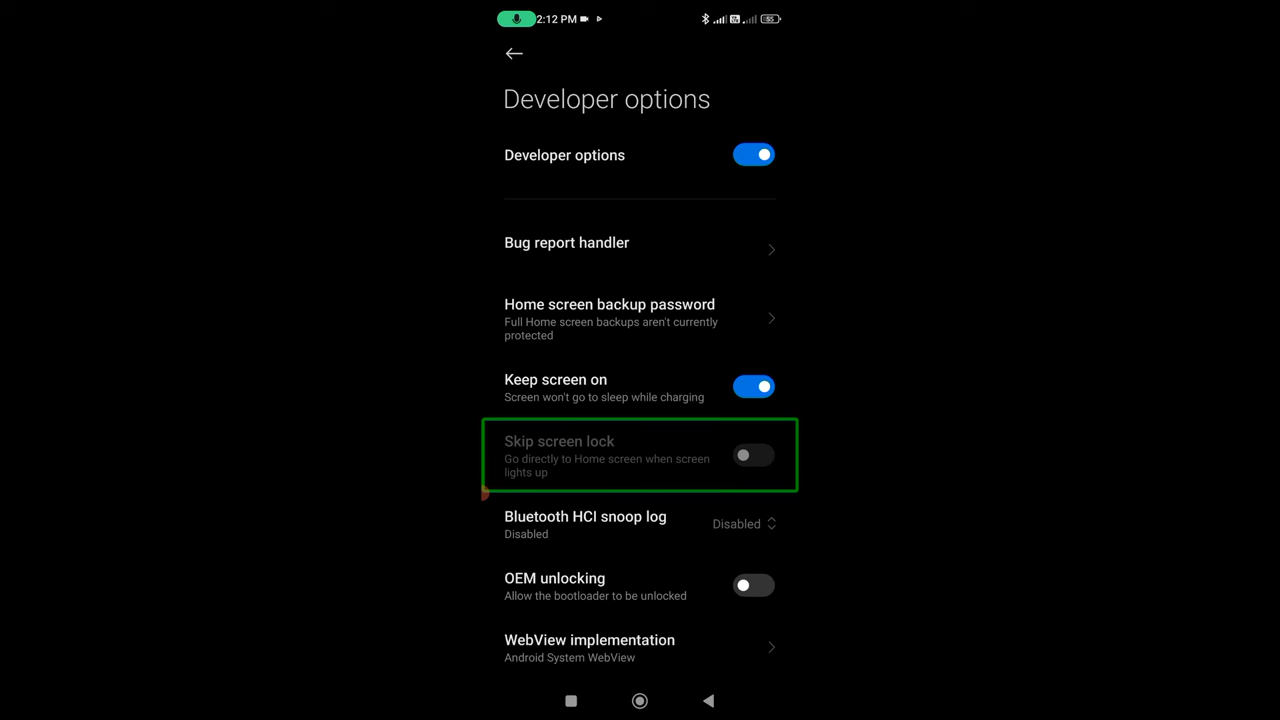 2:12 PM
55
Developer options
Developer options
Bug report handler
Home screen backup password
Full Home screen backups aren't currently
protected
Keep screen on
Screen won't go to sleep while charging
Skip screen lock
Go directly to Home screen when screen
lights up
Bluetooth HCI snoop log
Disabled
Disabled
OEM unlocking
Allow the bootloader to be unlocked
WebView implementation
Android System WebView